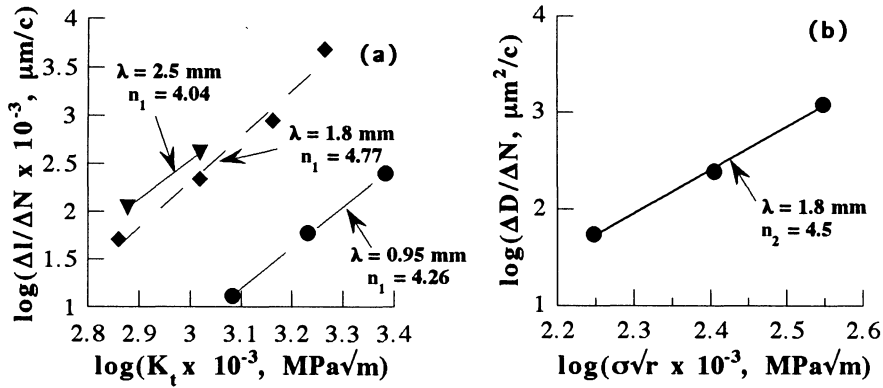 4
3.5
3
2.5
2
1.5
1
log(Δl/ΔN x 10⁻³, μm/c)
(a)
λ = 2.5 mm
n₁ = 4.04
λ = 1.8 mm
n₁ = 4.77
λ = 0.95 mm
n₁ = 4.26
2.8 2.9 3 3.1 3.2 3.3 3.4
log(Kₜ x 10⁻³, MPa√m)
4
3
2
1
log(ΔD/ΔN, μm²/c)
(b)
λ = 1.8 mm
n₂ = 4.5
2.2 2.3 2.4 2.5 2.6
log(σ√r x 10⁻³, MPa√m)